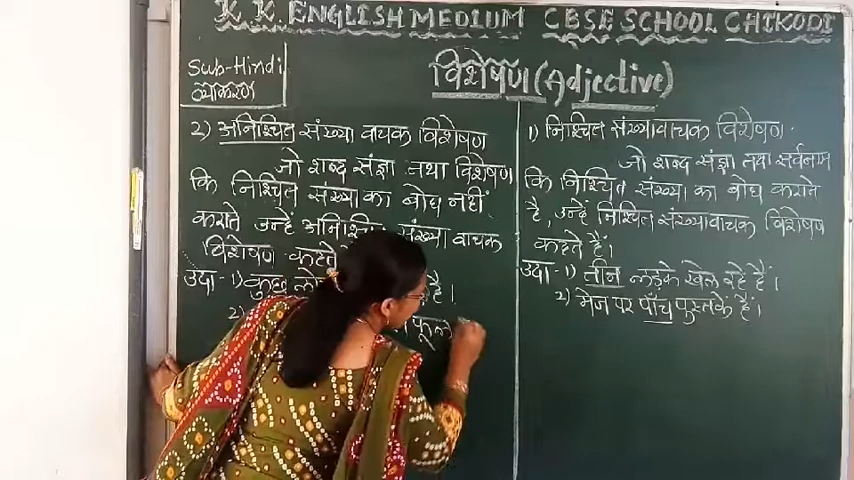 K. K. ENGLISH MEDIUM CBSE SCHOOL CHIKODI
Sub-Hindi
व्याकरण
विशेषण (Adjective)
2) अनिश्चित संख्या वाचक विशेषण
जो शब्द संज्ञा तथा विशेषण
कि निश्चित संख्या का बोध नहीं
कराते उन्हें अनिश्चित संख्या वाचक
विशेषण कहते
उदा- 1) कुछ
है।
2)
फूल
1) निश्चित संख्यावाचक विशेषण.
जो शब्द संज्ञा तथा सर्वनाम
कि निश्चित संख्या का बोध कराते
है, उन्हें निश्चित संख्यावाचक विशेषण
कहते हैं।
उदा- 1) तीन लड़के खेल रहे हैं।
2) मेज पर पाँच पुस्तकें हैं।